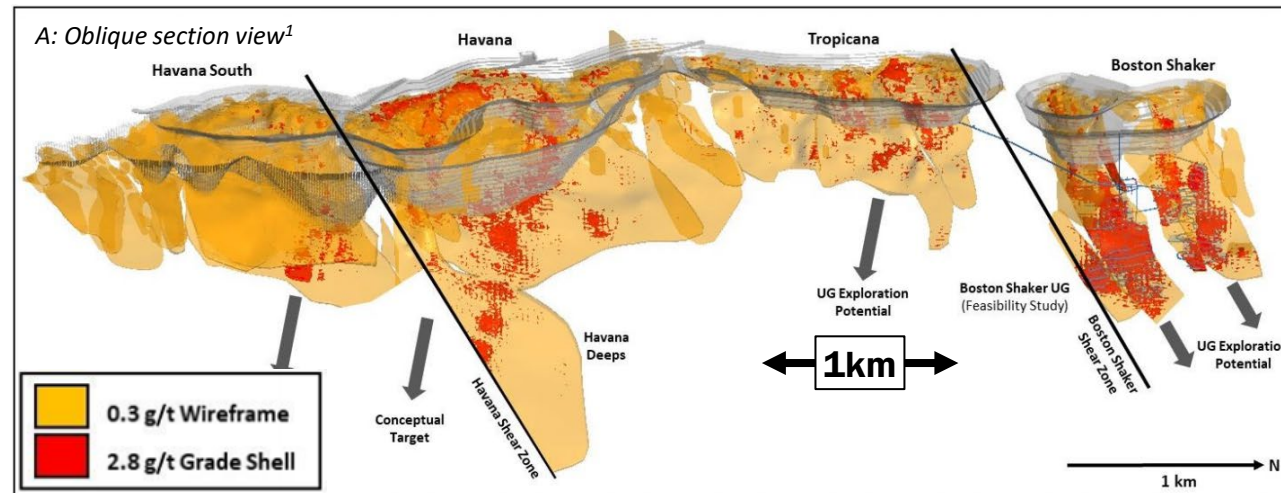 A: Oblique section view¹
Havana South
Havana
Tropicana
Boston Shaker
UG Exploration
Potential
Boston Shaker UG
(Feasibility Study)
Boston Shaker
Shear Zone
UG Exploration
Potential
Havana
Deeps
Havana Shear Zone
Conceptual
Target
1km
0.3 g/t Wireframe
2.8 g/t Grade Shell
N
1 km